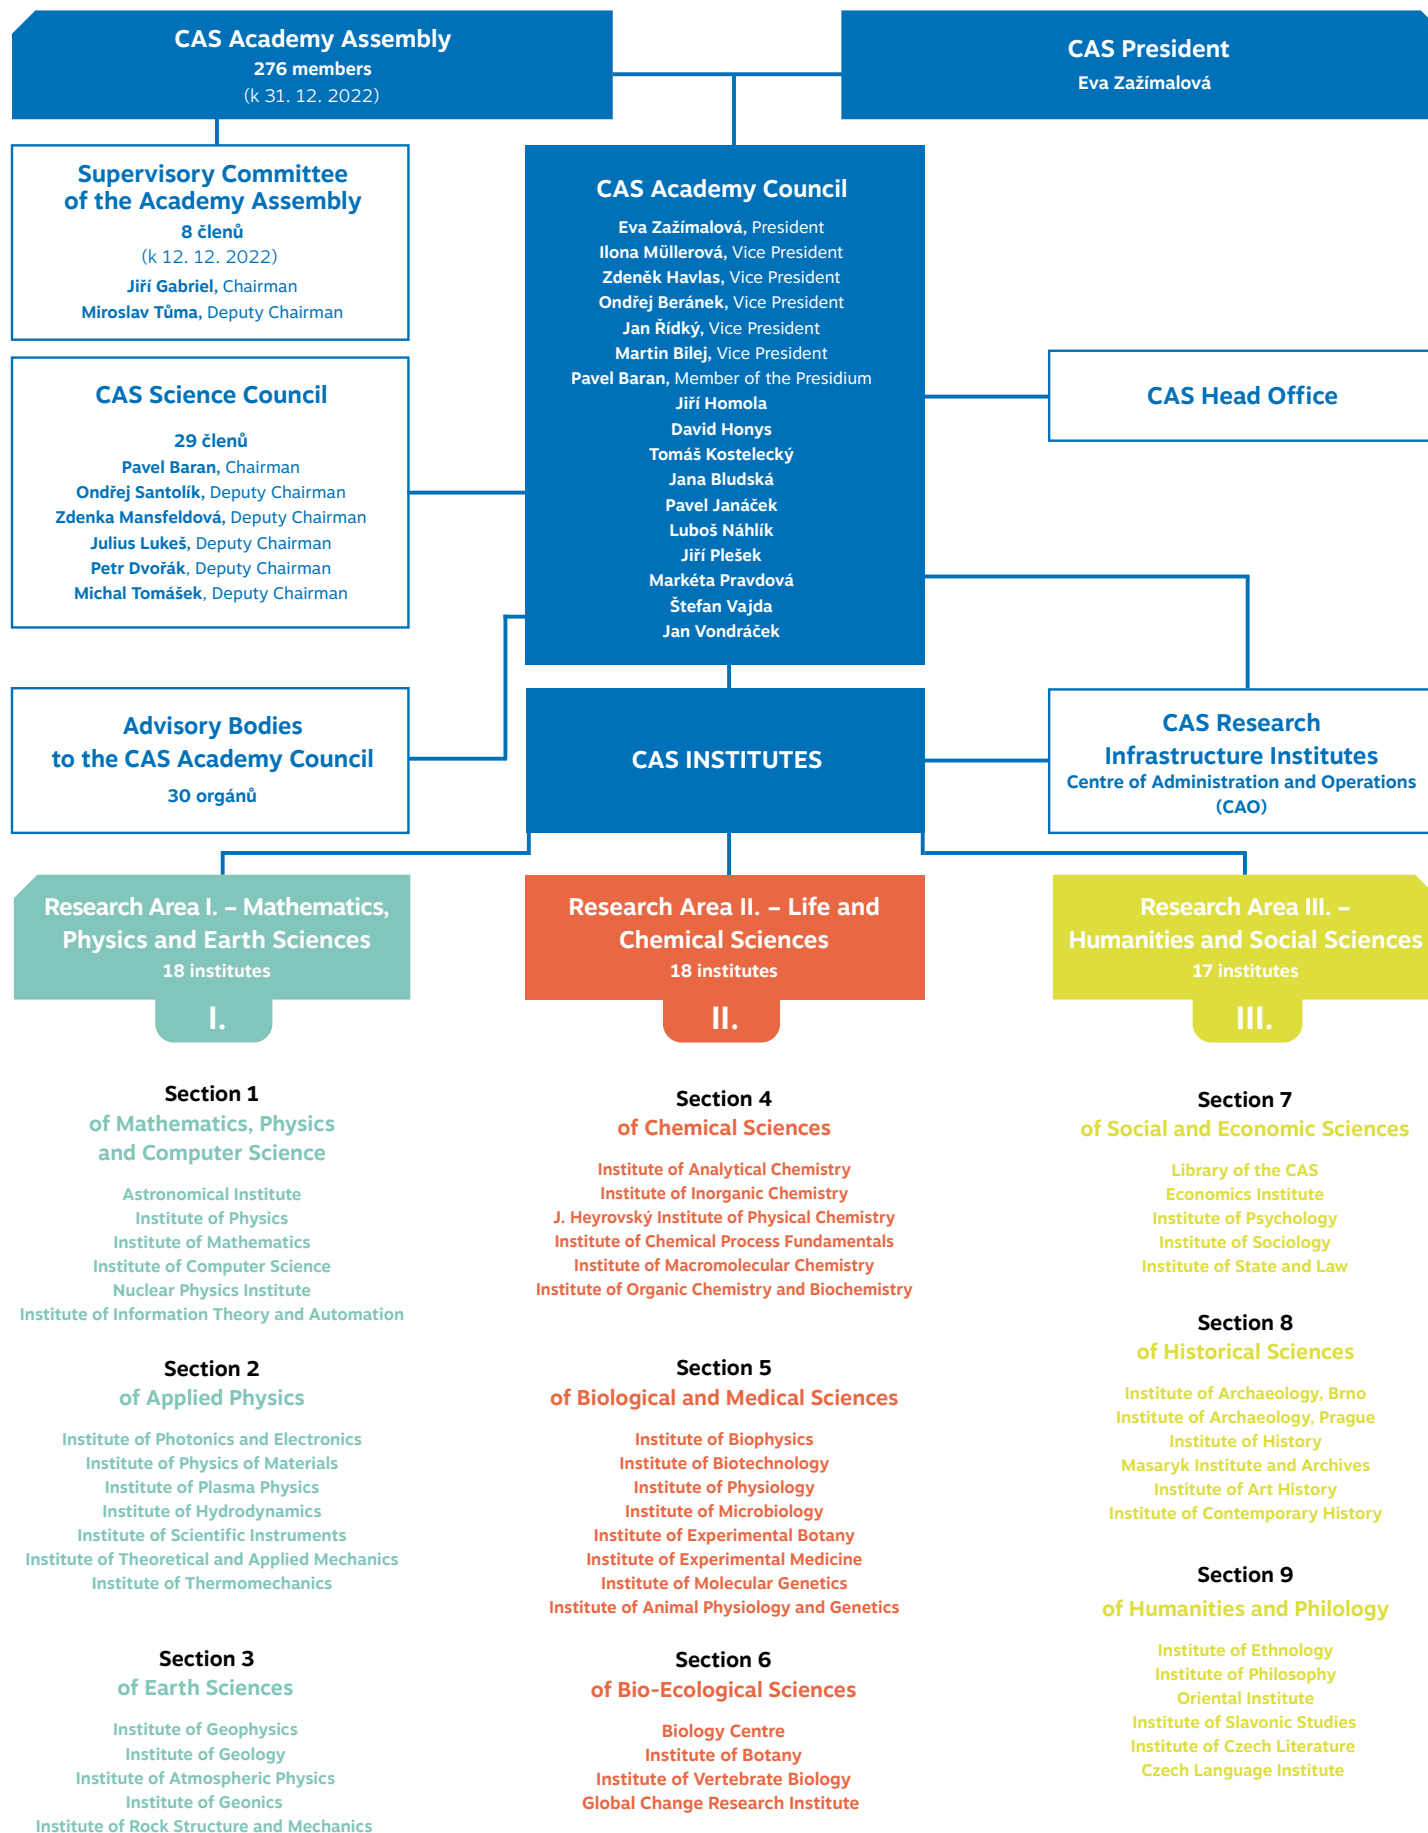 CAS Academy Assembly
276 members
(k 31. 12. 2022)
CAS President
Eva Zažímalová
Supervisory Committee
of the Academy Assembly
8 členů
(k 12. 12. 2022)
Jiří Gabriel, Chairman
Miroslav Tůma, Deputy Chairman
CAS Academy Council
Eva Zažímalová, President
Ilona Müllerová, Vice President
Zdeněk Havlas, Vice President
Ondřej Beránek, Vice President
Jan Řídký, Vice President
Martin Bilej, Vice President
Pavel Baran, Member of the Presidium
Jiří Homola
David Honys
Tomáš Kostelecký
Jana Bludská
Pavel Janáček
Luboš Náhlík
Jiří Plešek
Markéta Pravdová
Štefan Vajda
Jan Vondráček
CAS Science Council
29 členů
Pavel Baran, Chairman
Ondřej Santolík, Deputy Chairman
Zdenka Mansfeldová, Deputy Chairman
Julius Lukeš, Deputy Chairman
Petr Dvořák, Deputy Chairman
Michal Tomášek, Deputy Chairman
CAS Head Office
Advisory Bodies
to the CAS Academy Council
30 orgánů
CAS INSTITUTES
CAS Research
Infrastructure Institutes
Centre of Administration and Operations
(CAO)
Research Area I. – Mathematics,
Physics and Earth Sciences
18 institutes
I.
Section 1
of Mathematics, Physics
and Computer Science
Astronomical Institute
Institute of Physics
Institute of Mathematics
Institute of Computer Science
Nuclear Physics Institute
Institute of Information Theory and Automation
Section 2
of Applied Physics
Institute of Photonics and Electronics
Institute of Physics of Materials
Institute of Plasma Physics
Institute of Hydrodynamics
Institute of Scientific Instruments
Institute of Theoretical and Applied Mechanics
Institute of Thermomechanics
Section 3
of Earth Sciences
Institute of Geophysics
Institute of Geology
Institute of Atmospheric Physics
Institute of Geonics
Institute of Rock Structure and Mechanics
Research Area II. – Life and
Chemical Sciences
18 institutes
II.
Section 4
of Chemical Sciences
Institute of Analytical Chemistry
Institute of Inorganic Chemistry
J. Heyrovský Institute of Physical Chemistry
Institute of Chemical Process Fundamentals
Institute of Macromolecular Chemistry
Institute of Organic Chemistry and Biochemistry
Section 5
of Biological and Medical Sciences
Institute of Biophysics
Institute of Biotechnology
Institute of Physiology
Institute of Microbiology
Institute of Experimental Botany
Institute of Experimental Medicine
Institute of Molecular Genetics
Institute of Animal Physiology and Genetics
Section 6
of Bio-Ecological Sciences
Biology Centre
Institute of Botany
Institute of Vertebrate Biology
Global Change Research Institute
Research Area III. –
Humanities and Social Sciences
17 institutes
III.
Section 7
of Social and Economic Sciences
Library of the CAS
Economics Institute
Institute of Psychology
Institute of Sociology
Institute of State and Law
Section 8
of Historical Sciences
Institute of Archaeology, Brno
Institute of Archaeology, Prague
Institute of History
Masaryk Institute and Archives
Institute of Art History
Institute of Contemporary History
Section 9
of Humanities and Philology
Institute of Ethnology
Institute of Philosophy
Oriental Institute
Institute of Slavonic Studies
Institute of Czech Literature
Czech Language Institute